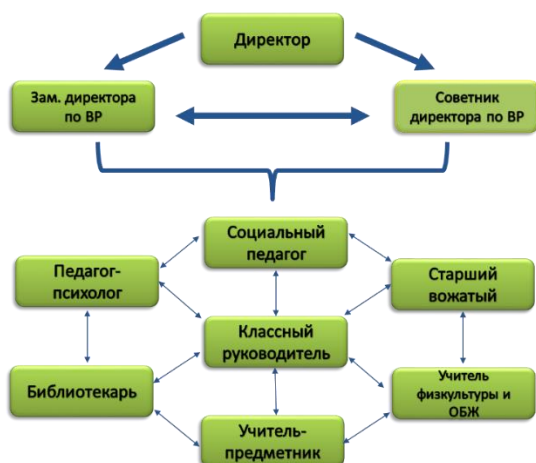 Директор
Зам. директора
по ВР
Советник
директора по ВР
Социальный
педагог
Педагог-
психолог
Старший
вожатый
Классный
руководитель
Библиотекарь
Учитель
физкультуры и
ОБЖ
Учитель-
предметник